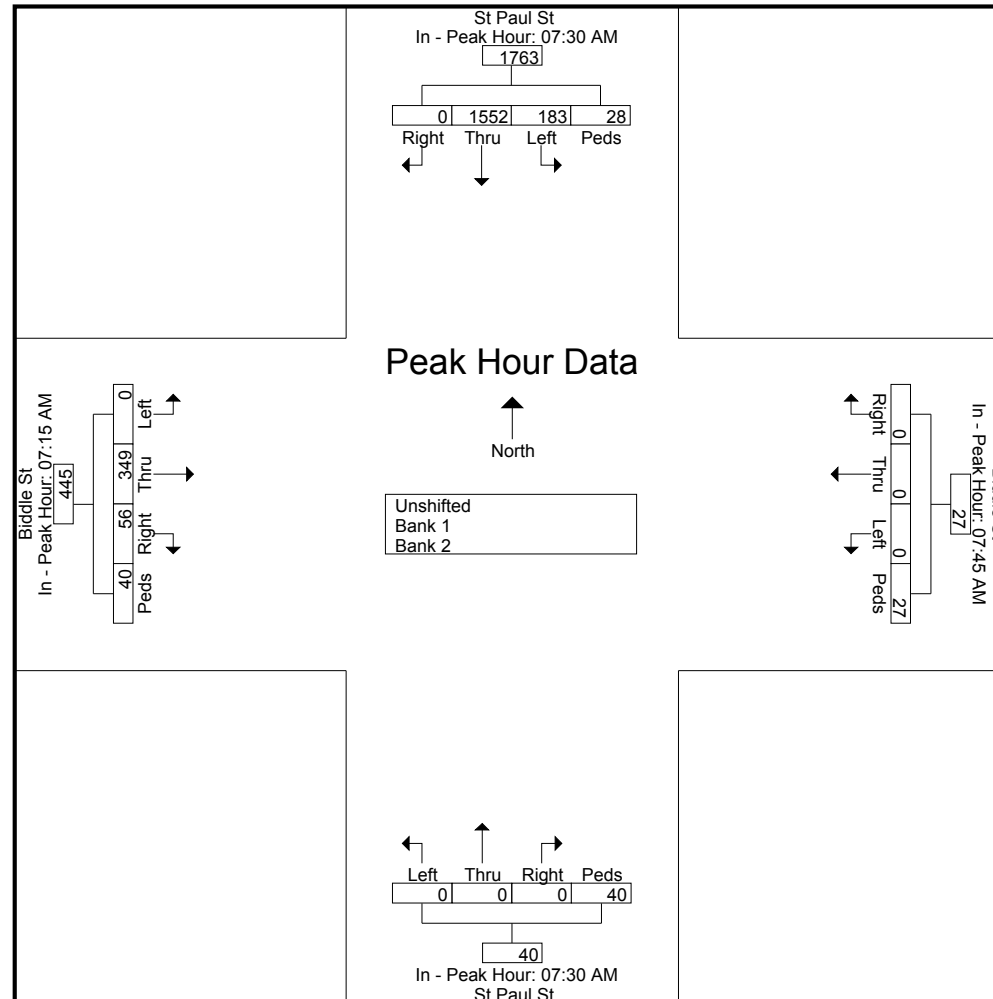 St Paul St
In - Peak Hour: 07:30 AM
1763
0 1552 183 28
Right Thru Left Peds
Peak Hour Data
North
Unshifted
Bank 1
Bank 2
Biddle St
In - Peak Hour: 07:15 AM
445
0 349 56 40
Left Thru Right Peds
In - Peak Hour: 07:45 AM
27
0 0 0 27
Right Thru Left Peds
Left Thru Right Peds
0 0 0 40
40
In - Peak Hour: 07:30 AM
St Paul St